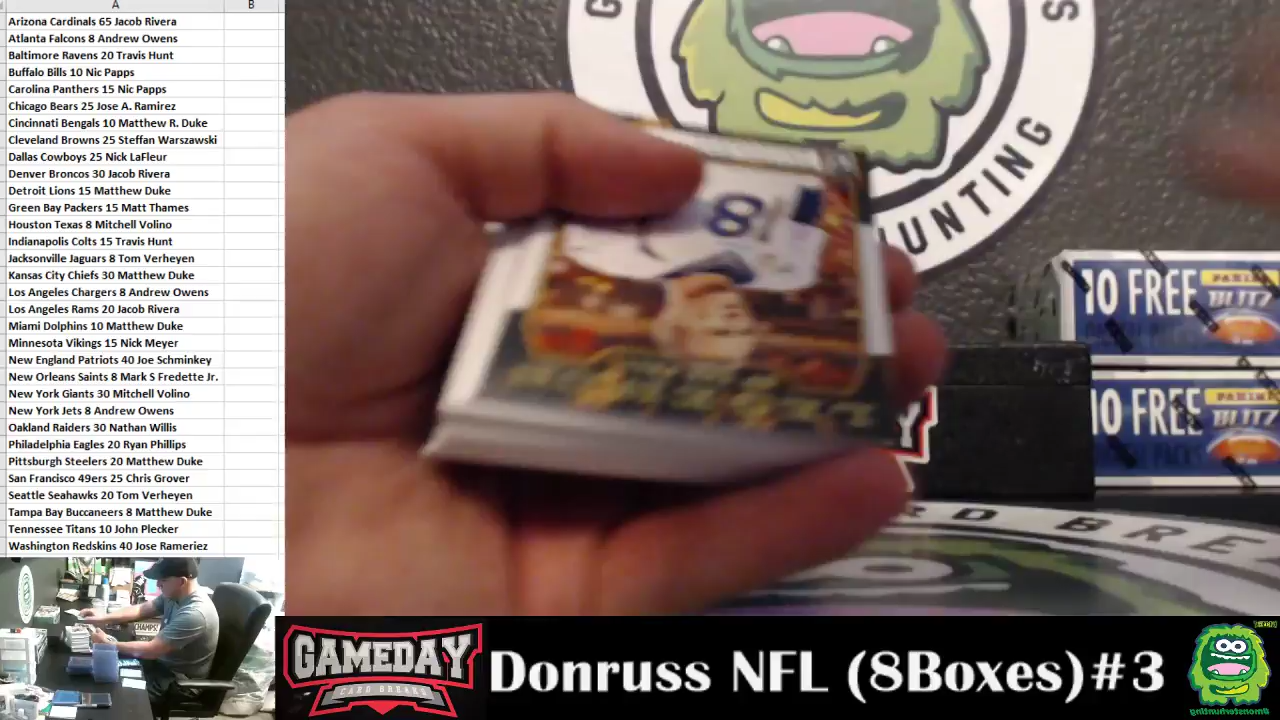 A B
Arizona Cardinals 65 Jacob Rivera
Atlanta Falcons 8 Andrew Owens
Baltimore Ravens 20 Travis Hunt
Buffalo Bills 10 Nic Papps
Carolina Panthers 15 Nic Papps
Chicago Bears 25 Jose A. Ramirez
Cincinnati Bengals 10 Matthew R. Duke
Cleveland Browns 25 Steffan Warszawski
Dallas Cowboys 25 Nick LaFleur
Denver Broncos 30 Jacob Rivera
Detroit Lions 15 Matthew Duke
Green Bay Packers 15 Matt Thames
Houston Texas 8 Mitchell Volino
Indianapolis Colts 15 Travis Hunt
Jacksonville Jaguars 8 Tom Verheyen
Kansas City Chiefs 30 Matthew Duke
Los Angeles Chargers 8 Andrew Owens
Los Angeles Rams 20 Jacob Rivera
Miami Dolphins 10 Matthew Duke
Minnesota Vikings 15 Nick Meyer
New England Patriots 40 Joe Schminkey
New Orleans Saints 8 Mark S Fredette Jr.
New York Giants 30 Mitchell Volino
New York Jets 8 Andrew Owens
Oakland Raiders 30 Nathan Willis
Philadelphia Eagles 20 Ryan Phillips
Pittsburgh Steelers 20 Matthew Duke
San Francisco 49ers 25 Chris Grover
Seattle Seahawks 20 Tom Verheyen
Tampa Bay Buccaneers 8 Matthew Duke
Tennessee Titans 10 John Plecker
Washington Redskins 40 Jose Rameriez
10 FREE PANINI BLITZ
10 FREE PANINI BLITZ
PACKS
8
CHAMPS!
GAMEDAY
CARD BREAKS
Donruss NFL (8Boxes)#3
#monsterhunting